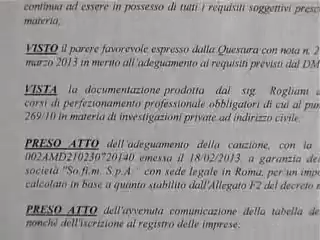 continua ad essere in possesso di tutti i requisiti soggettivi presc
materia;
VISTO il parere favorevole espresso dalla Questura con nota n. 2
marzo 2013 in merito all'adeguamento ai requisiti previsti dal DM
VISTA la documentazione prodotta dal sig. Rogliani
corsi di perfezionamento professionale obbligatori di cui al pun
269/10 in materia di investigazioni private ad indirizzo civile.
PRESO ATTO dell'adeguamento della cauzione, con la
002AMD210230720140 emessa il 18/02/2013 a garanzia de
società "So.fi.m. S.p.A." con sede legale in Roma, per un impor
calcolato in base a quanto stabilito dall'Allegato F2 del decreto
PRESO ATTO dell'avvenuta comunicazione della tabella de
nonché dell'iscrizione al registro delle imprese;